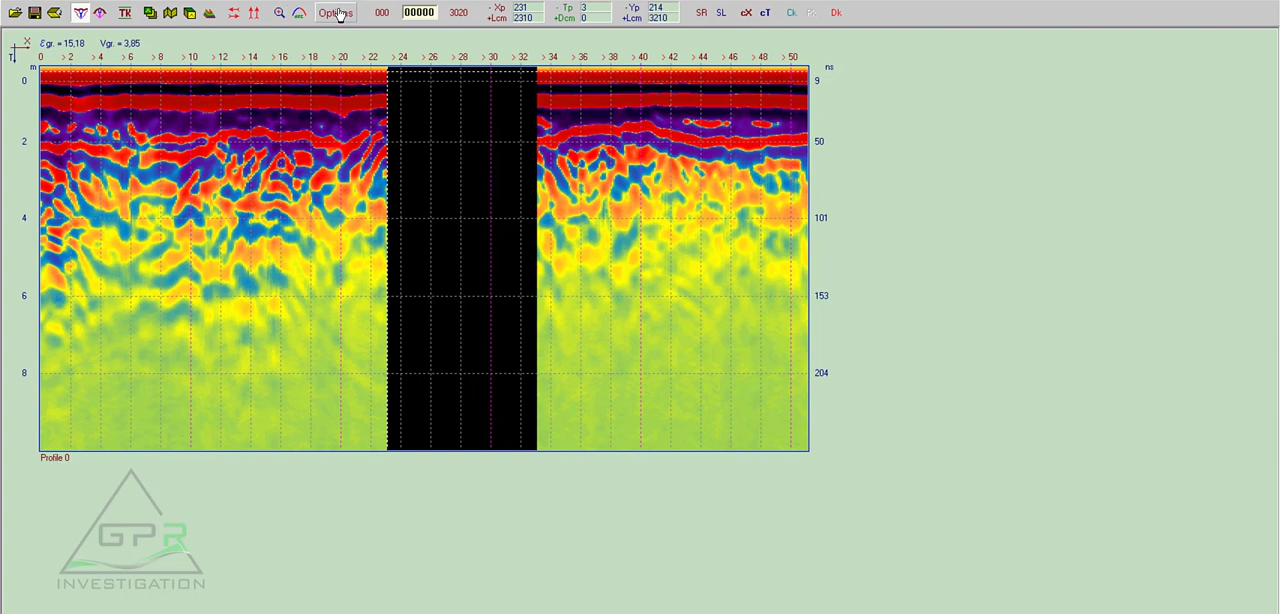 TK
ARC
Options
000
00000
3020
- Xp 231
+Lcm 2310
- Tp 3
+Dcm 0
- Yp 214
+Lcm 3210
SR SL cX cT Ck Dk
X
T
Ɛgr. = 15,18 Vgr. = 3,85
0 >2 >4 >6 >8 >10 >12 >14 >16 >18 >20 >22 >24 >26 >28 >30 >32 >34 >36 >38 >40 >42 >44 >46 >48 >50
m ns
0 9
2 50
4 101
6 153
8 204
Profile 0
GPR
INVESTIGATION